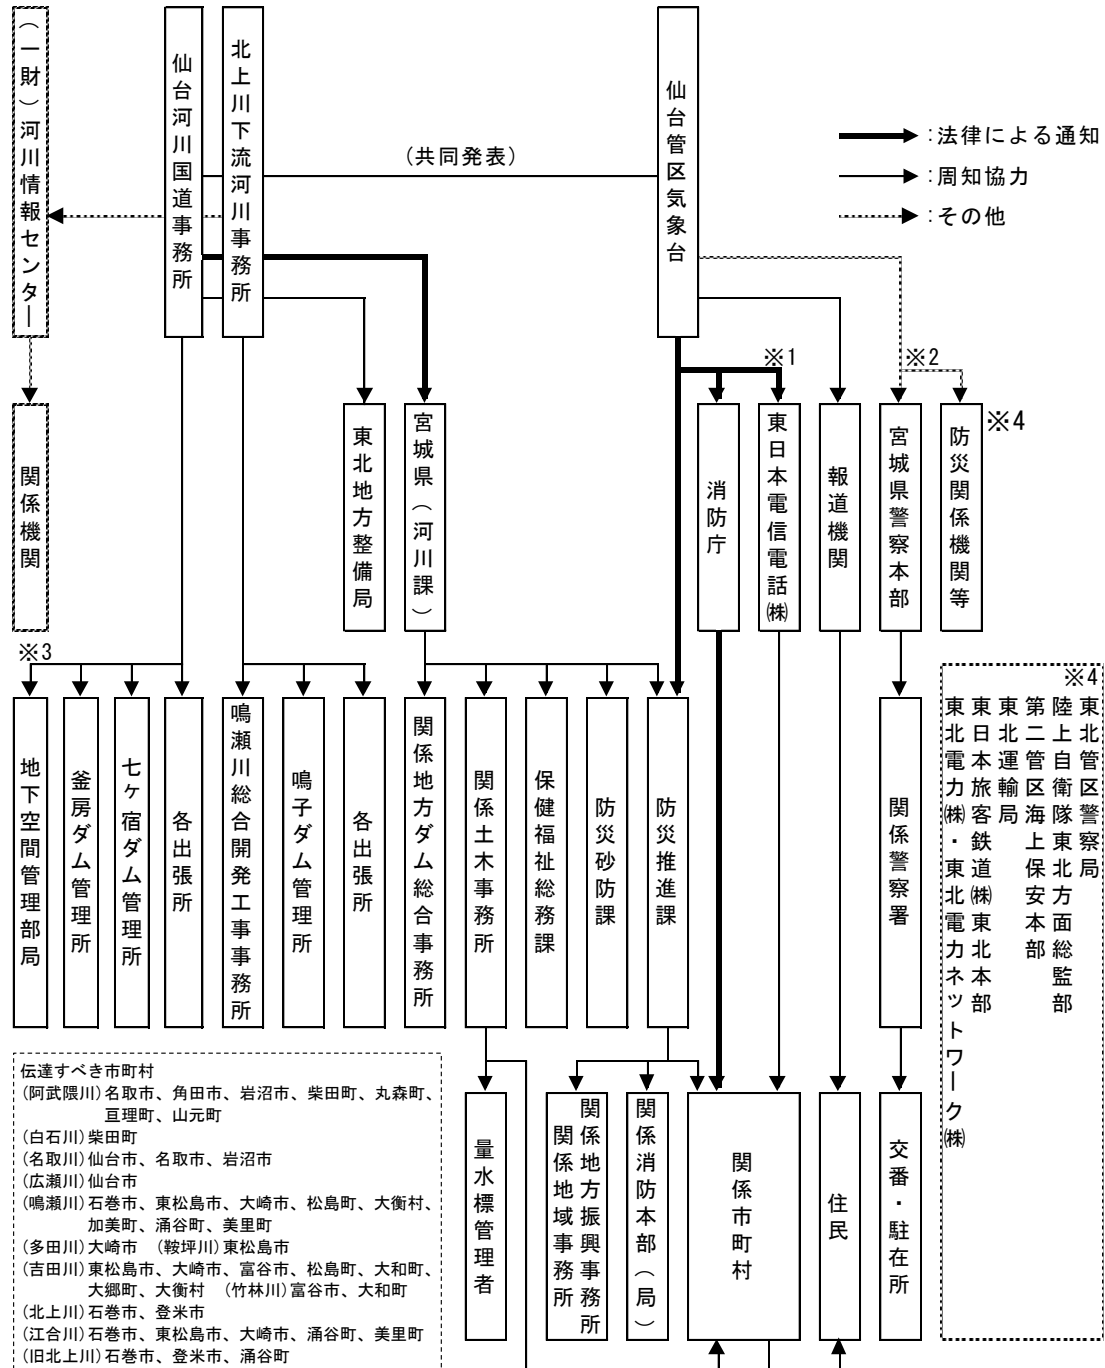 (一財)河川情報センター
仙台河川国道事務所
北上川下流河川事務所
(共同発表)
仙台管区気象台
:法律による通知
:周知協力
:その他
※1
※2
関係機関
東北地方整備局
宮城県(河川課)
消防庁
東日本電信電話㈱
報道機関
宮城県警察本部
防災関係機関等
※4
※3
地下空間管理部局
釜房ダム管理所
七ケ宿ダム管理所
各出張所
鳴瀬川総合開発工事事務所
鳴子ダム管理所
各出張所
関係地方ダム総合事務所
関係土木事務所
保健福祉総務課
防災砂防課
防災推進課
関係警察署
※4
東北管区警察局
陸上自衛隊東北方面総監部
第二管区海上保安本部
東北運輸局
東日本旅客鉄道㈱東北本部
東北電力㈱・東北電力ネットワーク㈱
伝達すべき市町村
(阿武隈川)名取市、角田市、岩沼市、柴田町、丸森町、
亘理町、山元町
(白石川)柴田町
(名取川)仙台市、名取市、岩沼市
(広瀬川)仙台市
(鳴瀬川)石巻市、東松島市、大崎市、松島町、大衡村、
加美町、涌谷町、美里町
(多田川)大崎市 (鞍坪川)東松島市
(吉田川)東松島市、大崎市、富谷市、松島町、大和町、
大郷町、大衡村 (竹林川)富谷市、大和町
(北上川)石巻市、登米市
(江合川)石巻市、東松島市、大崎市、涌谷町、美里町
(旧北上川)石巻市、登米市、涌谷町
量水標管理者
関係地方振興事務所
関係地域事務所
関係消防本部(局)
関係市町村
住民
交番・駐在所